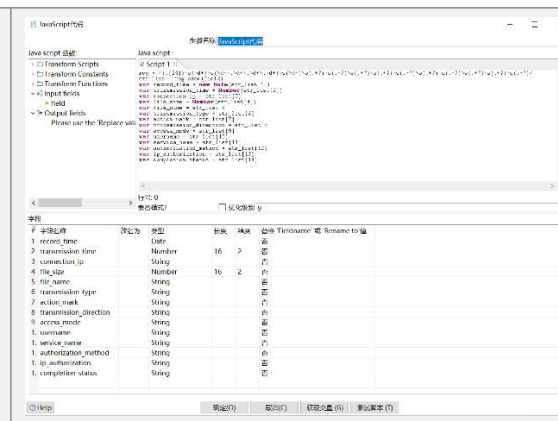 JavaScript代码
步骤名称 JavaScript代码
Java script 函数:
Java script:
Transform Scripts
Transform Constants
Transform Functions
Input fields
field
Output fields
Please use the 'Replace valu
Script 1
var record_time = new Date(str_list[1])
var transmission_time = Number(str_list[2])
var file_size = Number(str_list[4])
var transmission_type = str_list[6]
var access_mode = str_list[9]
var username = str_list[10]
var service_name = str_list[11]
var authorization_method = str_list[12]
var ip_authorization = str_list[13]
var completion_status = str_list[14]
行号: 0
兼容模式?
优化级别 9
字段
# 字段名称 改名为 类型 长度 精度 替换 'Fieldname' 或 'Rename to'值
1 record_time Date 否
2 transmission_time Number 16 2 否
3 connection_ip String 否
4 file_size Number 16 2 否
5 file_name String 否
6 transmission_type String 否
7 action_mark String 否
8 transmission_direction String 否
9 access_mode String 否
1. username String 否
1. service_name String 否
1. authorization_method String 否
1. ip_authorization String 否
1. completion_status String 否
Help
确定(O)
取消(C)
获取变量(G)
测试脚本(T)